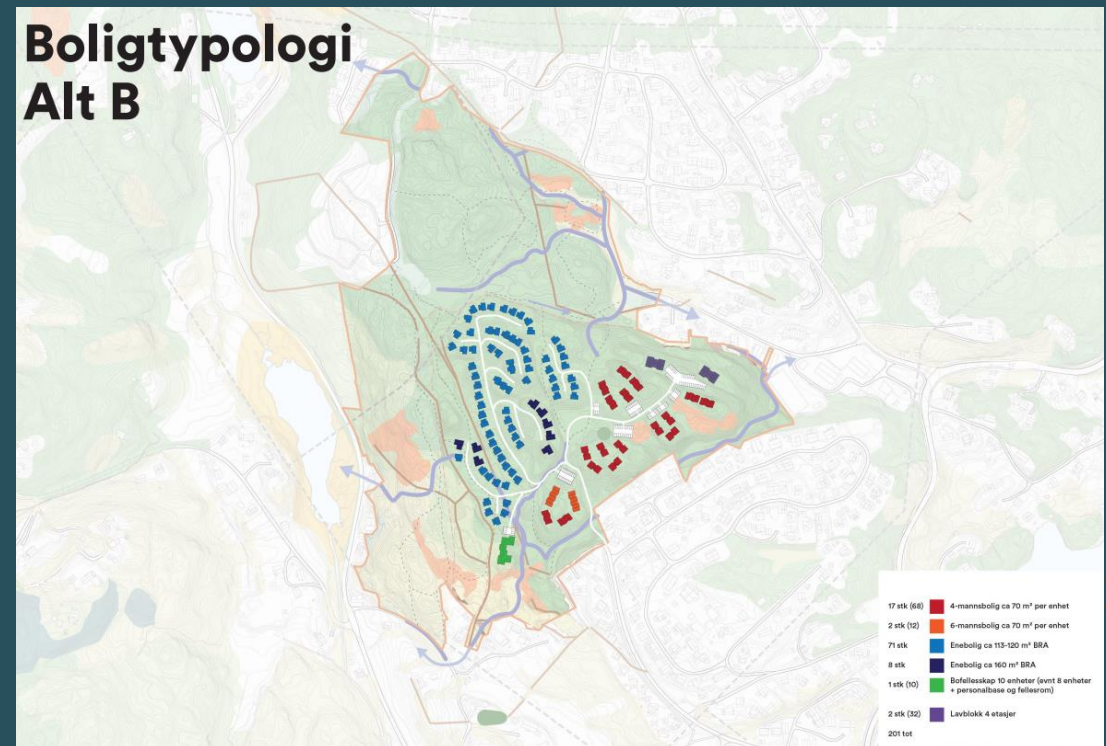 Boligtypologi
Alt B
17 stk (68) 4-mannsbolig ca 70 m² per enhet
2 stk (12) 6-mannsbolig ca 70 m² per enhet
71 stk Enebolig ca 113-120 m² BRA
8 stk Enebolig ca 160 m² BRA
1 stk (10) Bofellesskap 10 enheter (evnt 8 enheter
+ personalbase og fellesrom)
2 stk (32) Lavblokk 4 etasjer
201 tot